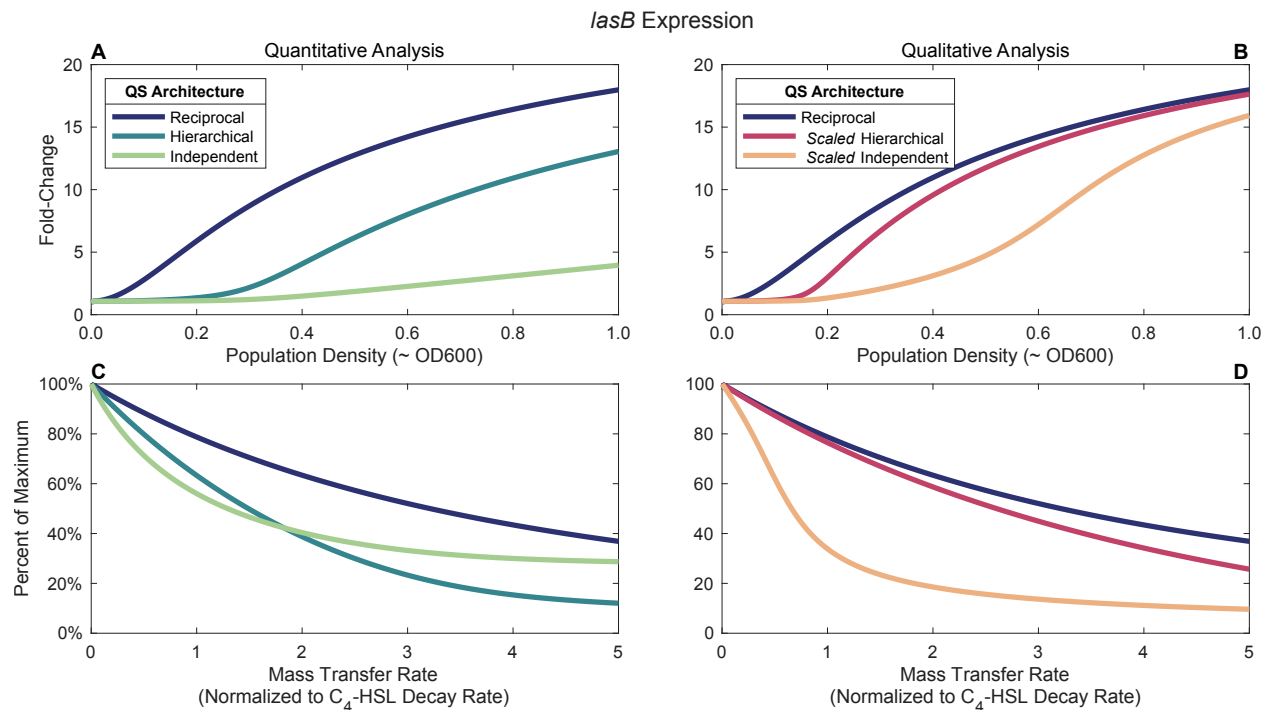 lasB Expression
A
Quantitative Analysis
20
15
10
5
0
Fold-Change
QS Architecture
Reciprocal
Hierarchical
Independent
0.0 0.2 0.4 0.6 0.8 1.0
Population Density (~ OD600)
Qualitative Analysis
B
20
15
10
5
0
QS Architecture
Reciprocal
Scaled Hierarchical
Scaled Independent
0.0 0.2 0.4 0.6 0.8 1.0
Population Density (~ OD600)
C
100%
80%
60%
40%
20%
0%
Percent of Maximum
0 1 2 3 4 5
Mass Transfer Rate
(Normalized to C4-HSL Decay Rate)
D
100
80
60
40
20
0
0 1 2 3 4 5
Mass Transfer Rate
(Normalized to C4-HSL Decay Rate)